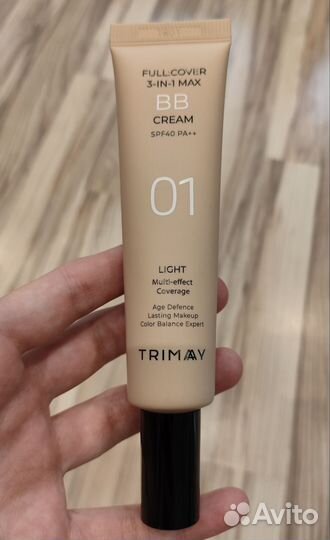 FULL:COVER
3-IN-1 MAX
BB
CREAM
SPF40 PA++
01
LIGHT
Multi-effect
Coverage
Age Defence
Lasting Makeup
Color Balance Expert
TRIMAY
Avito